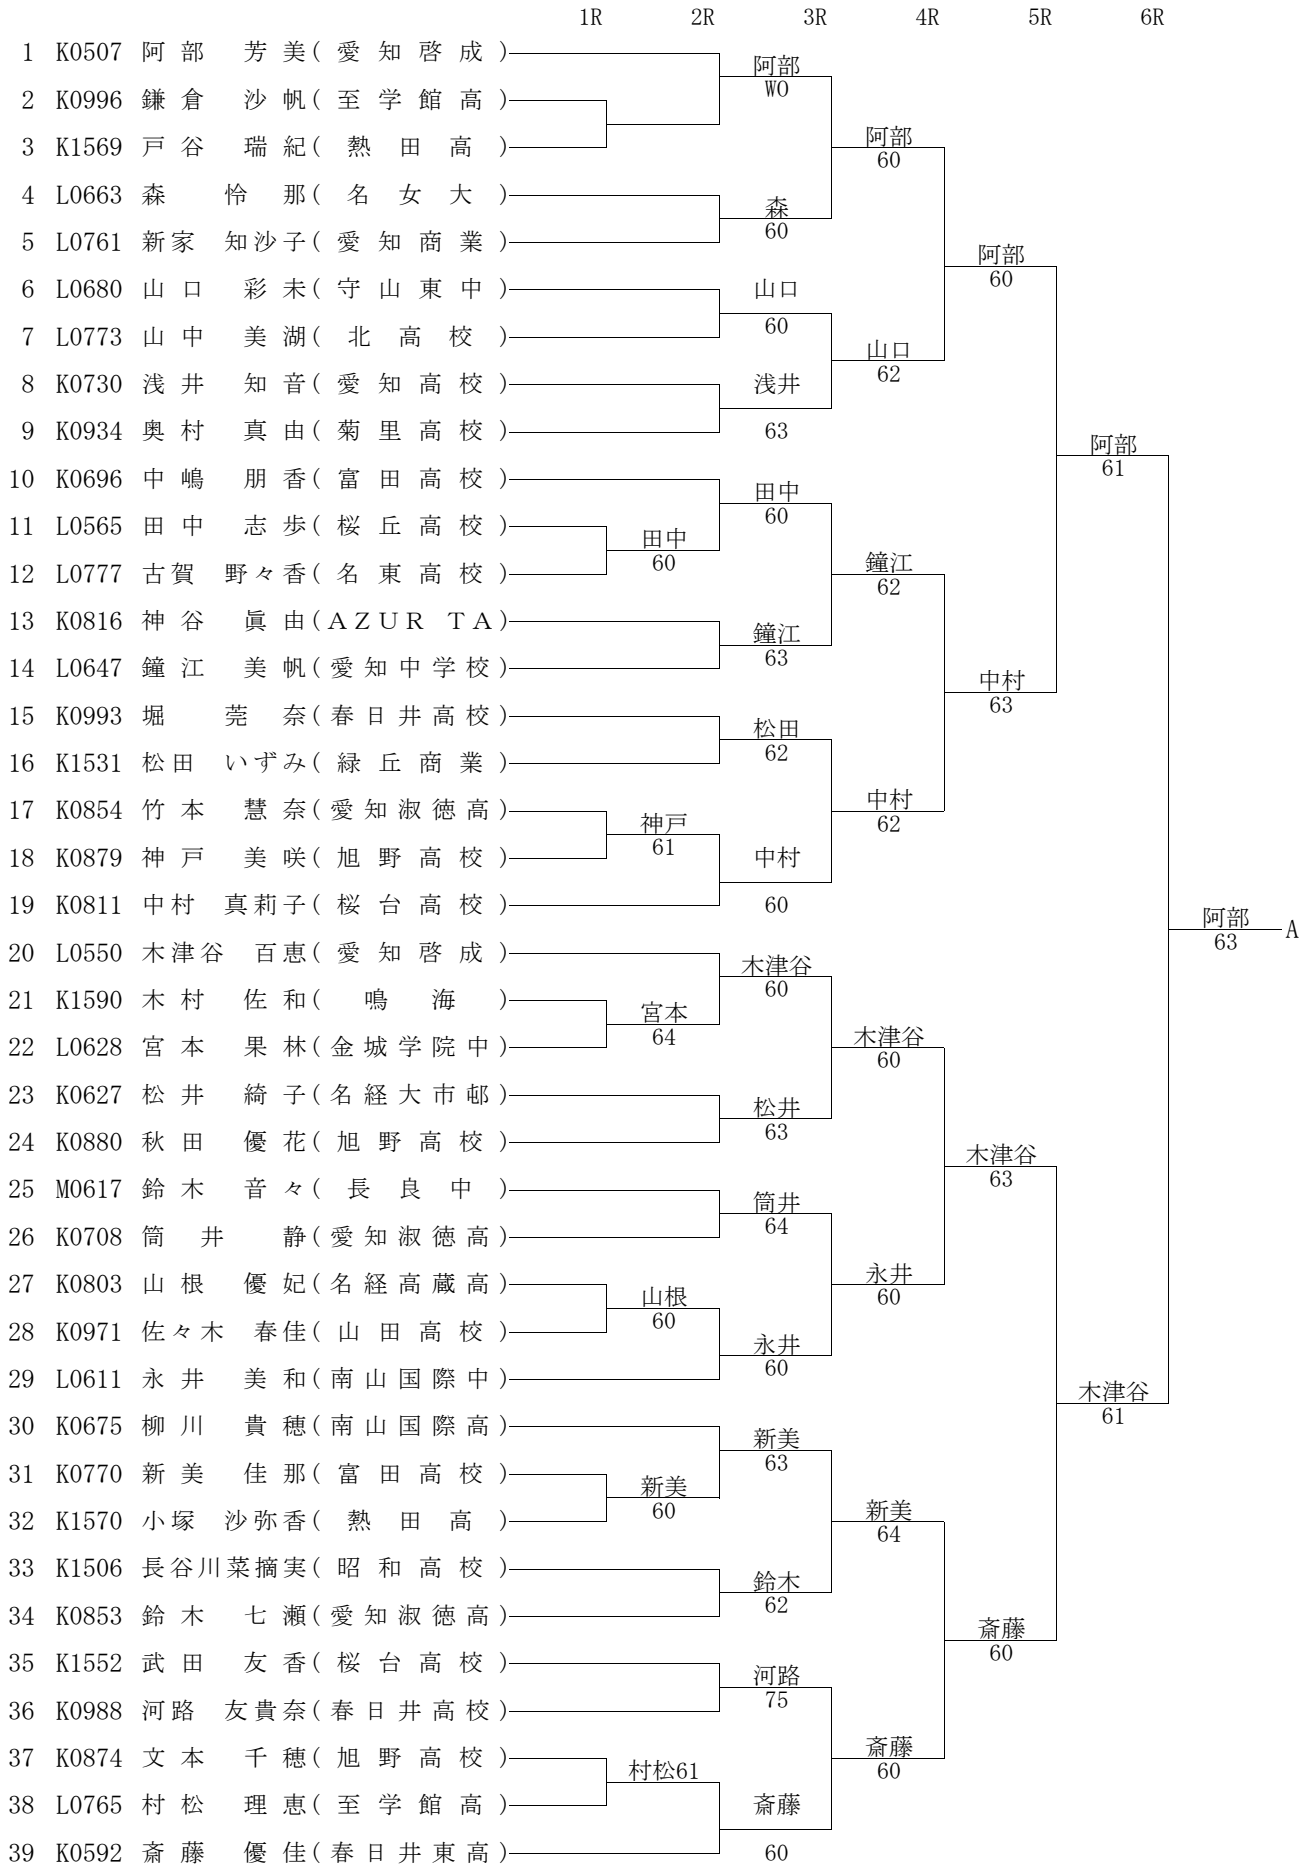 1R 2R 3R 4R 5R 6R
1 K0507 阿部 芳美(愛知啓成)
阿部
WO
2 K0996 鎌倉 沙帆(至学館高)
3 K1569 戸谷 瑞紀(熱田高)
阿部
60
4 L0663 森 怜那(名女大)
森
60
5 L0761 新家 知沙子(愛知商業)
阿部
60
6 L0680 山口 彩未(守山東中)
山口
60
7 L0773 山中 美湖(北高校)
山口
62
8 K0730 浅井 知音(愛知高校)
浅井
63
9 K0934 奥村 真由(菊里高校)
阿部
61
10 K0696 中嶋 朋香(富田高校)
田中
60
11 L0565 田中 志歩(桜丘高校)
田中
60
12 L0777 古賀 野々香(名東高校)
鐘江
62
13 K0816 神谷 眞由(AZUR TA)
鐘江
63
14 L0647 鐘江 美帆(愛知中学校)
中村
63
15 K0993 堀 莞奈(春日井高校)
松田
62
16 K1531 松田 いずみ(緑丘商業)
中村
62
17 K0854 竹本 慧奈(愛知淑徳高)
神戸
61
18 K0879 神戸 美咲(旭野高校)
中村
60
19 K0811 中村 真莉子(桜台高校)
阿部
63
A
20 L0550 木津谷 百恵(愛知啓成)
木津谷
60
21 K1590 木村 佐和(鳴海)
宮本
64
22 L0628 宮本 果林(金城学院中)
木津谷
60
23 K0627 松井 綺子(名経大市邨)
松井
63
24 K0880 秋田 優花(旭野高校)
木津谷
63
25 M0617 鈴木 音々(長良中)
筒井
64
26 K0708 筒井 静(愛知淑徳高)
永井
60
27 K0803 山根 優妃(名経高蔵高)
山根
60
28 K0971 佐々木 春佳(山田高校)
永井
60
29 L0611 永井 美和(南山国際中)
木津谷
61
30 K0675 柳川 貴穂(南山国際高)
新美
63
31 K0770 新美 佳那(富田高校)
新美
60
32 K1570 小塚 沙弥香(熱田高)
新美
64
33 K1506 長谷川菜摘実(昭和高校)
鈴木
62
34 K0853 鈴木 七瀬(愛知淑徳高)
斎藤
60
35 K1552 武田 友香(桜台高校)
河路
75
36 K0988 河路 友貴奈(春日井高校)
斎藤
60
37 K0874 文本 千穂(旭野高校)
村松61
38 L0765 村松 理恵(至学館高)
斎藤
60
39 K0592 斎藤 優佳(春日井東高)